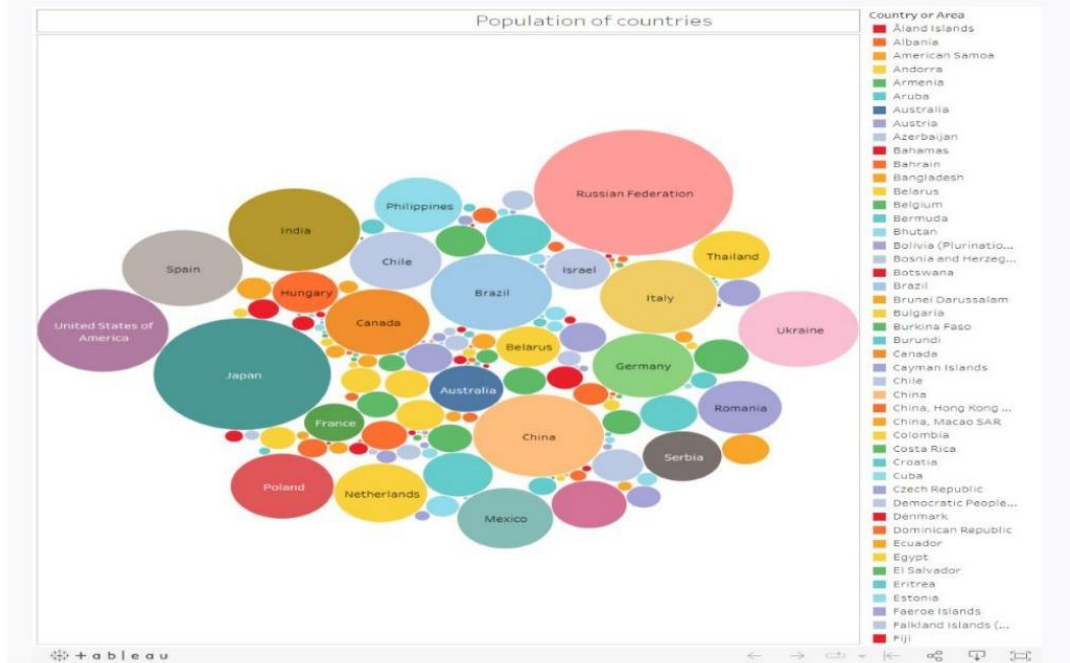 Population of countries
Country or Area
Åland Islands
Albania
American Samoa
Andorra
Armenia
Aruba
Australia
Austria
Azerbaijan
Bahamas
Bahrain
Bangladesh
Belarus
Belgium
Bermuda
Bhutan
Bolivia (Plurinatio...
Bosnia and Herzeg...
Botswana
Brazil
Brunei Darussalam
Bulgaria
Burkina Faso
Burundi
Canada
Cayman Islands
Chile
China
China, Hong Kong ...
China, Macao SAR
Colombia
Costa Rica
Croatia
Cuba
Czech Republic
Democratic People...
Denmark
Dominican Republic
Ecuador
Egypt
El Salvador
Eritrea
Estonia
Faeroe Islands
Falkland Islands (...
Fiji
Russian Federation
Philippines
India
Thailand
Chile
Spain
Israel
Hungary
Brazil
Italy
Canada
United States of
America
Ukraine
Belarus
Germany
Japan
Australia
Romania
France
China
Serbia
Poland
Netherlands
Mexico
+ableau